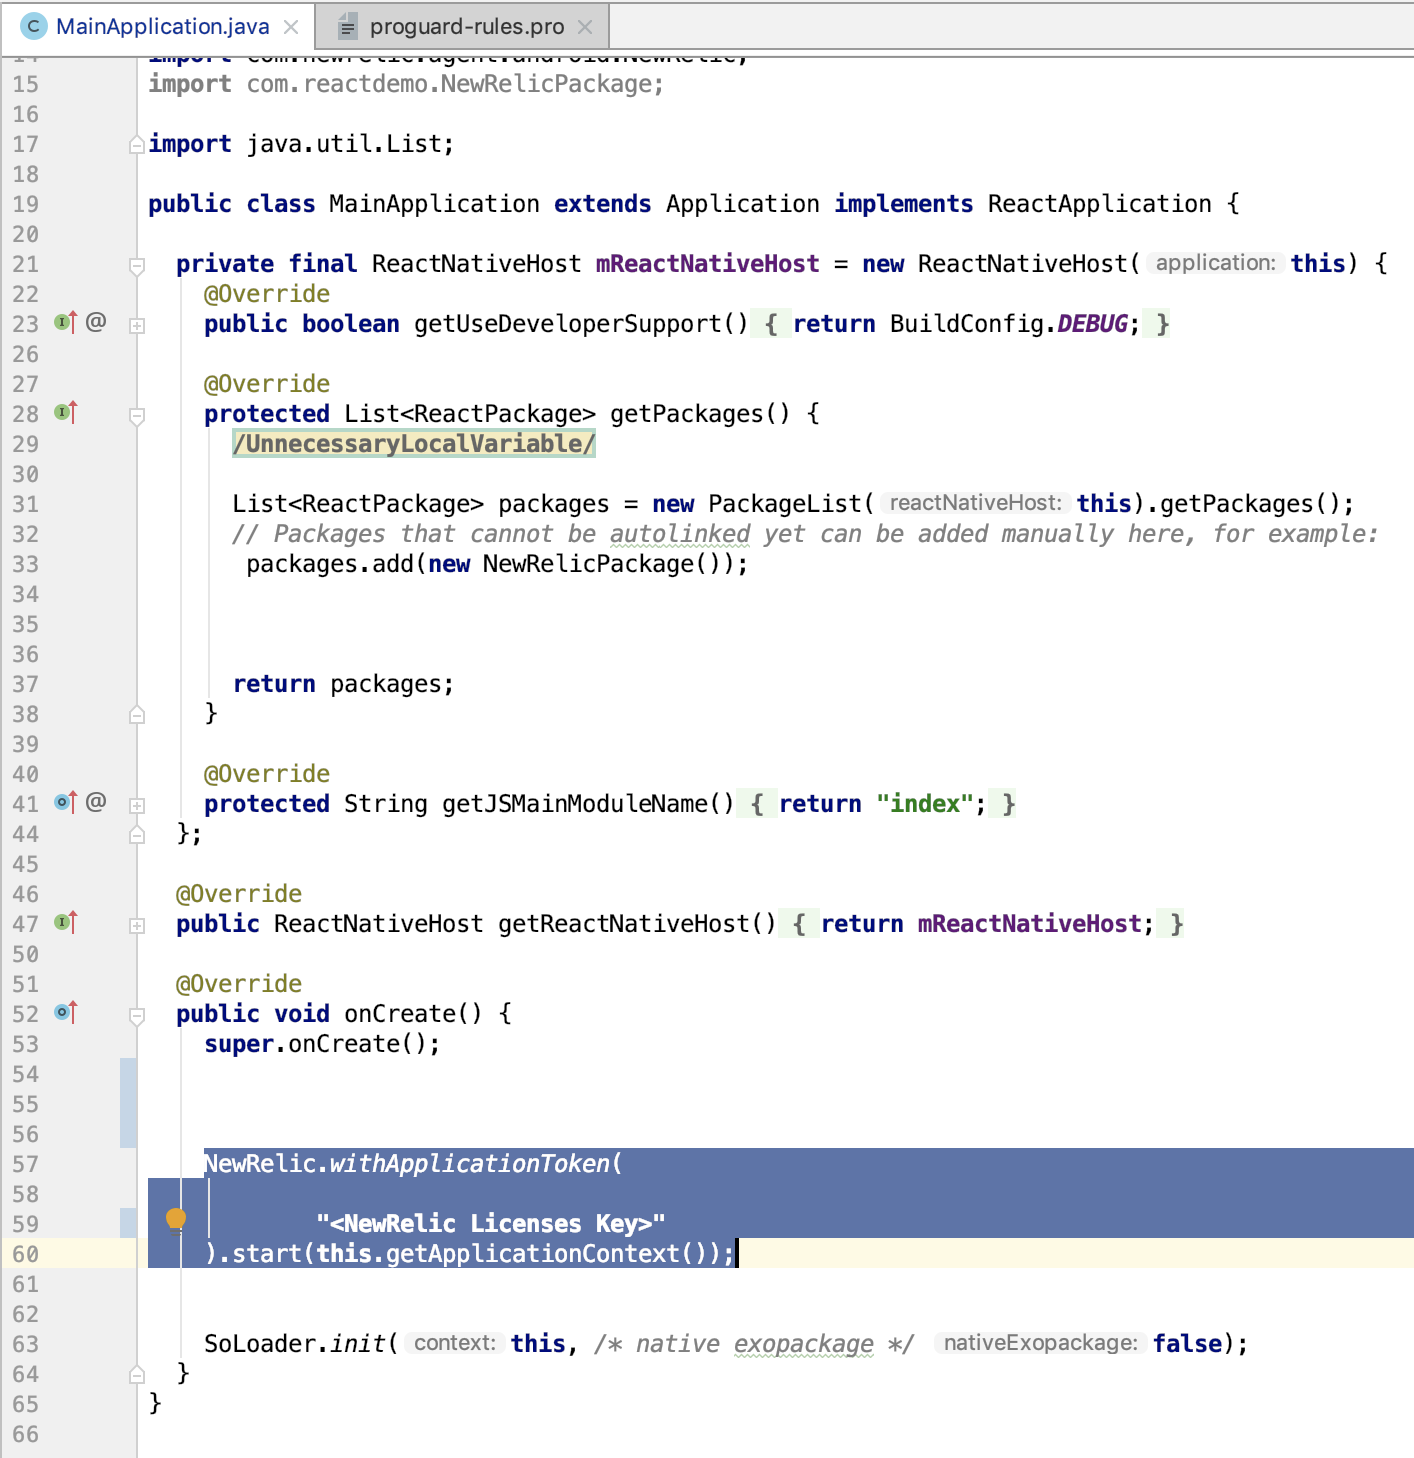 MainApplication.java
proguard-rules.pro
14 import com.newrelic.agent.android.NewRelic;
15 import com.reactdemo.NewRelicPackage;
16
17 import java.util.List;
18
19 public class MainApplication extends Application implements ReactApplication {
20
21 private final ReactNativeHost mReactNativeHost = new ReactNativeHost( application: this) {
22 @Override
23 @ public boolean getUseDeveloperSupport() { return BuildConfig.DEBUG; }
26
27 @Override
28 protected List<ReactPackage> getPackages() {
29 /UnnecessaryLocalVariable/
30
31 List<ReactPackage> packages = new PackageList( reactNativeHost: this).getPackages();
32 // Packages that cannot be autolinked yet can be added manually here, for example:
33 packages.add(new NewRelicPackage());
34
35
36
37 return packages;
38 }
39
40 @Override
41 @ protected String getJSMainModuleName() { return "index"; }
44 };
45
46 @Override
47 public ReactNativeHost getReactNativeHost() { return mReactNativeHost; }
50
51 @Override
52 public void onCreate() {
53 super.onCreate();
54
55
56
57 NewRelic.withApplicationToken(
58
59 "<NewRelic Licenses Key>"
60 ).start(this.getApplicationContext());
61
62
63 SoLoader.init( context: this, /* native exopackage */ nativeExopackage: false);
64 }
65 }
66